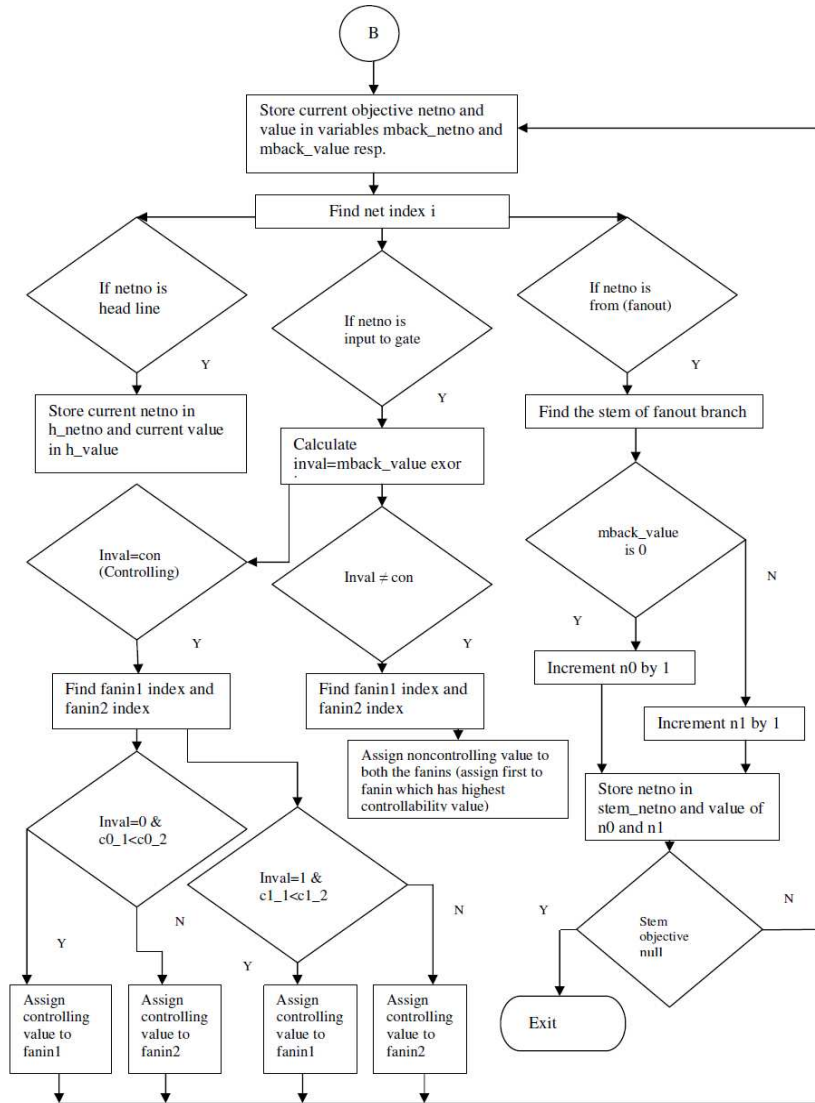 B
Store current objective netno and
value in variables mback_netno and
mback_value resp.
Find net index i
If netno is
head line
If netno is
input to gate
If netno is
from (fanout)
Y
Y
Y
Store current netno in
h_netno and current value
in h_value
Calculate
inval=mback_value exor
Find the stem of fanout branch
Inval=con
(Controlling)
Inval ≠ con
mback_value
is 0
N
Y
Y
Y
Find fanin1 index and
fanin2 index
Find fanin1 index and
fanin2 index
Increment n0 by 1
Increment n1 by 1
Assign noncontrolling value to
both the fanins (assign first to
fanin which has highest
controllability value)
Store netno in
stem_netno and value of
n0 and n1
Inval=0 &
c0_1<c0_2
Inval=1 &
c1_1<c1_2
Stem
objective
null
Y
N
Y
N
Y
N
Assign
controlling
value to
fanin1
Assign
controlling
value to
fanin2
Assign
controlling
value to
fanin1
Assign
controlling
value to
fanin2
Exit